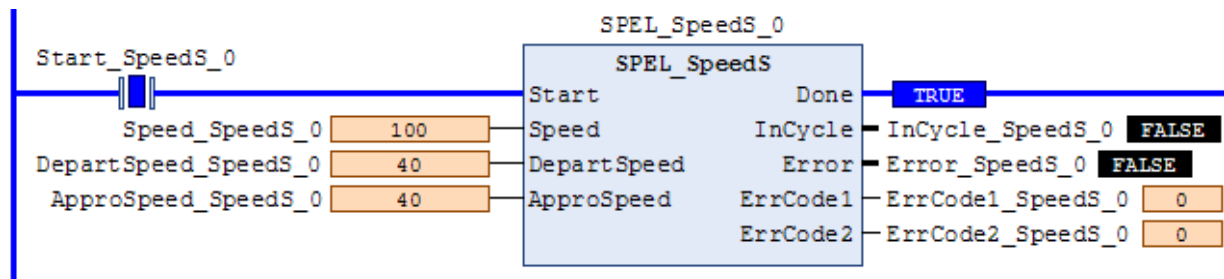 SPEL_SpeedS_0
Start_SpeedS_0
SPEL_SpeedS
Start Done TRUE
Speed_SpeedS_0 100 Speed InCycle InCycle_SpeedS_0 FALSE
DepartSpeed_SpeedS_0 40 DepartSpeed Error Error_SpeedS_0 FALSE
ApproSpeed_SpeedS_0 40 ApproSpeed ErrCode1 ErrCode1_SpeedS_0 0
ErrCode2 ErrCode2_SpeedS_0 0